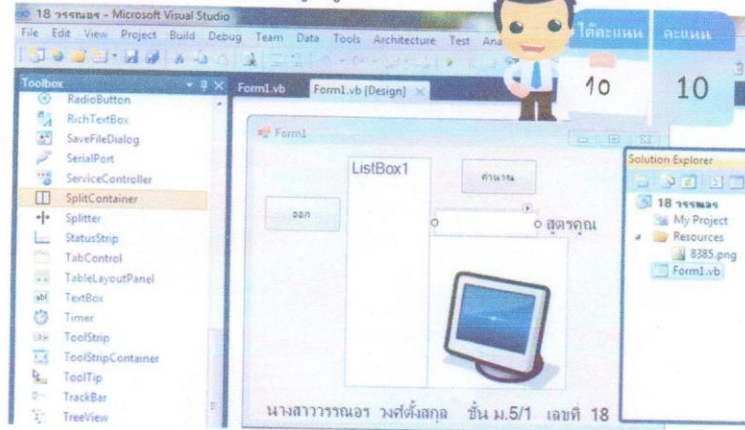 18 วรรณอร - Microsoft Visual Studio
File Edit View Project Build Debug Team Data Tools Architecture Test Ana
ได้คะแนน
คะแนน
10
10
Toolbox
RadioButton
RichTextBox
SaveFileDialog
SerialPort
ServiceController
SplitContainer
Splitter
StatusStrip
TabControl
TableLayoutPanel
TextBox
Timer
ToolStrip
ToolStripContainer
ToolTip
TrackBar
TreeView
Form1.vb
Form1.vb [Design]
Form1
ListBox1
คำนวณ
ออก
สูตรคูณ
นางสาววรรณอร วงศ์ตั้งสกุล ชั้น ม.5/1 เลขที่ 18
Solution Explorer
18 วรรณอร
My Project
Resources
8385.png
Form1.vb